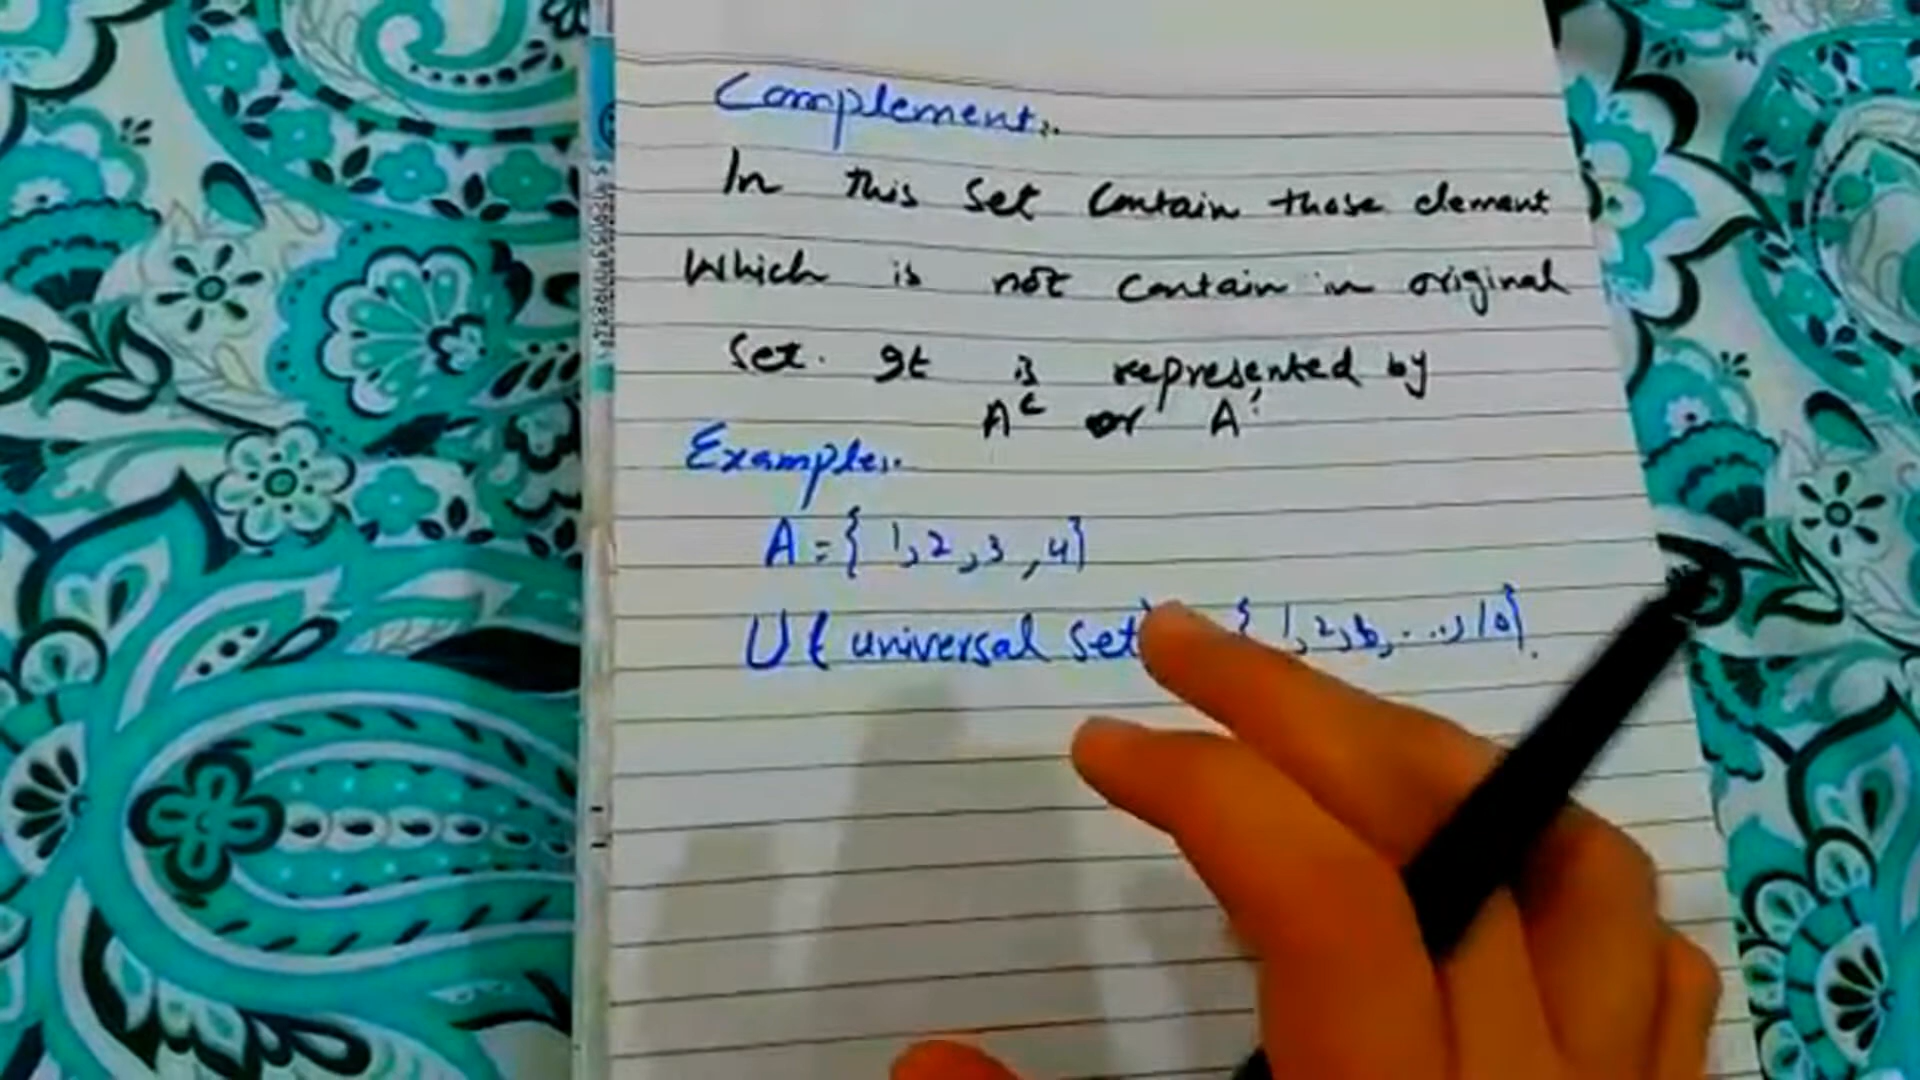 Complement:.
In this set contain those element
which is not contain in original
set. It is represented by
Aᶜ or A'
Example:.
A = { 1, 2, 3, 4}
U( universal set) { 1, 2, ..., 10}.